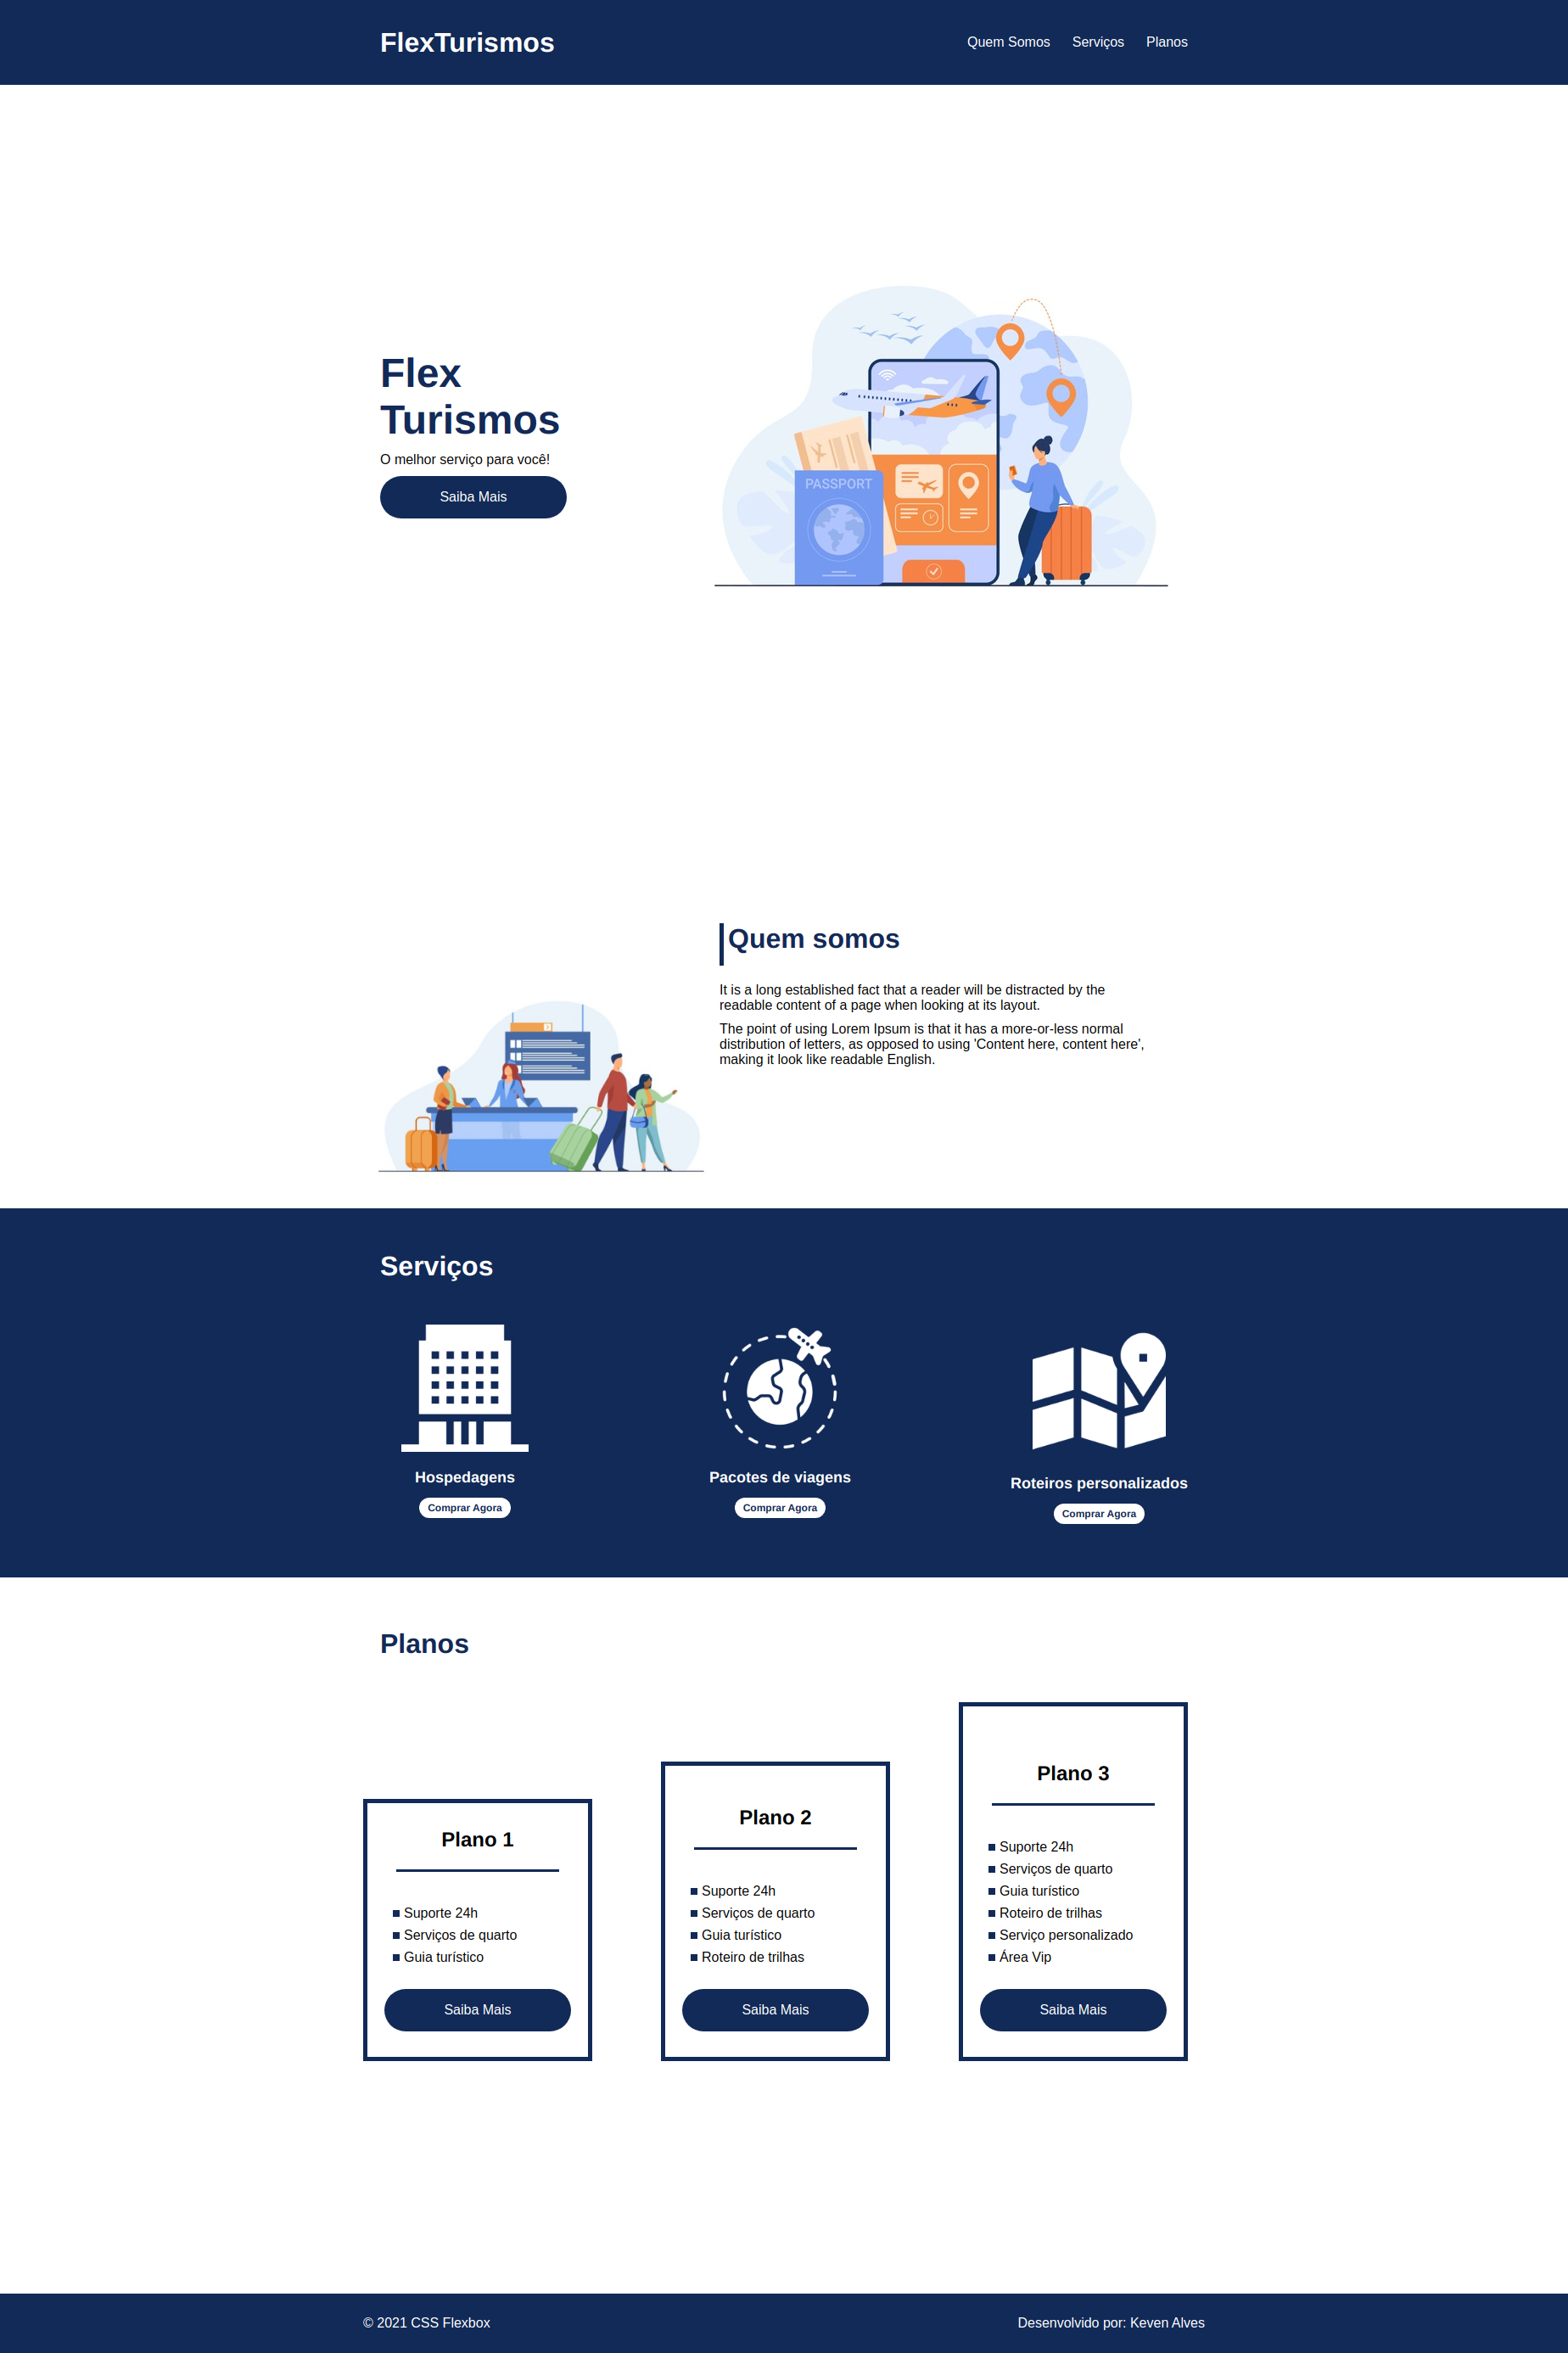 FlexTurismos
Quem Somos
Serviços
Planos
Flex
Turismos
O melhor serviço para você!
Saiba Mais
PASSPORT
Quem somos
It is a long established fact that a reader will be distracted by the
readable content of a page when looking at its layout.
The point of using Lorem Ipsum is that it has a more-or-less normal
distribution of letters, as opposed to using 'Content here, content here',
making it look like readable English.
Serviços
Hospedagens
Comprar Agora
Pacotes de viagens
Comprar Agora
Roteiros personalizados
Comprar Agora
Planos
Plano 1
Suporte 24h
Serviços de quarto
Guia turístico
Saiba Mais
Plano 2
Suporte 24h
Serviços de quarto
Guia turístico
Roteiro de trilhas
Saiba Mais
Plano 3
Suporte 24h
Serviços de quarto
Guia turístico
Roteiro de trilhas
Serviço personalizado
Área Vip
Saiba Mais
© 2021 CSS Flexbox
Desenvolvido por: Keven Alves